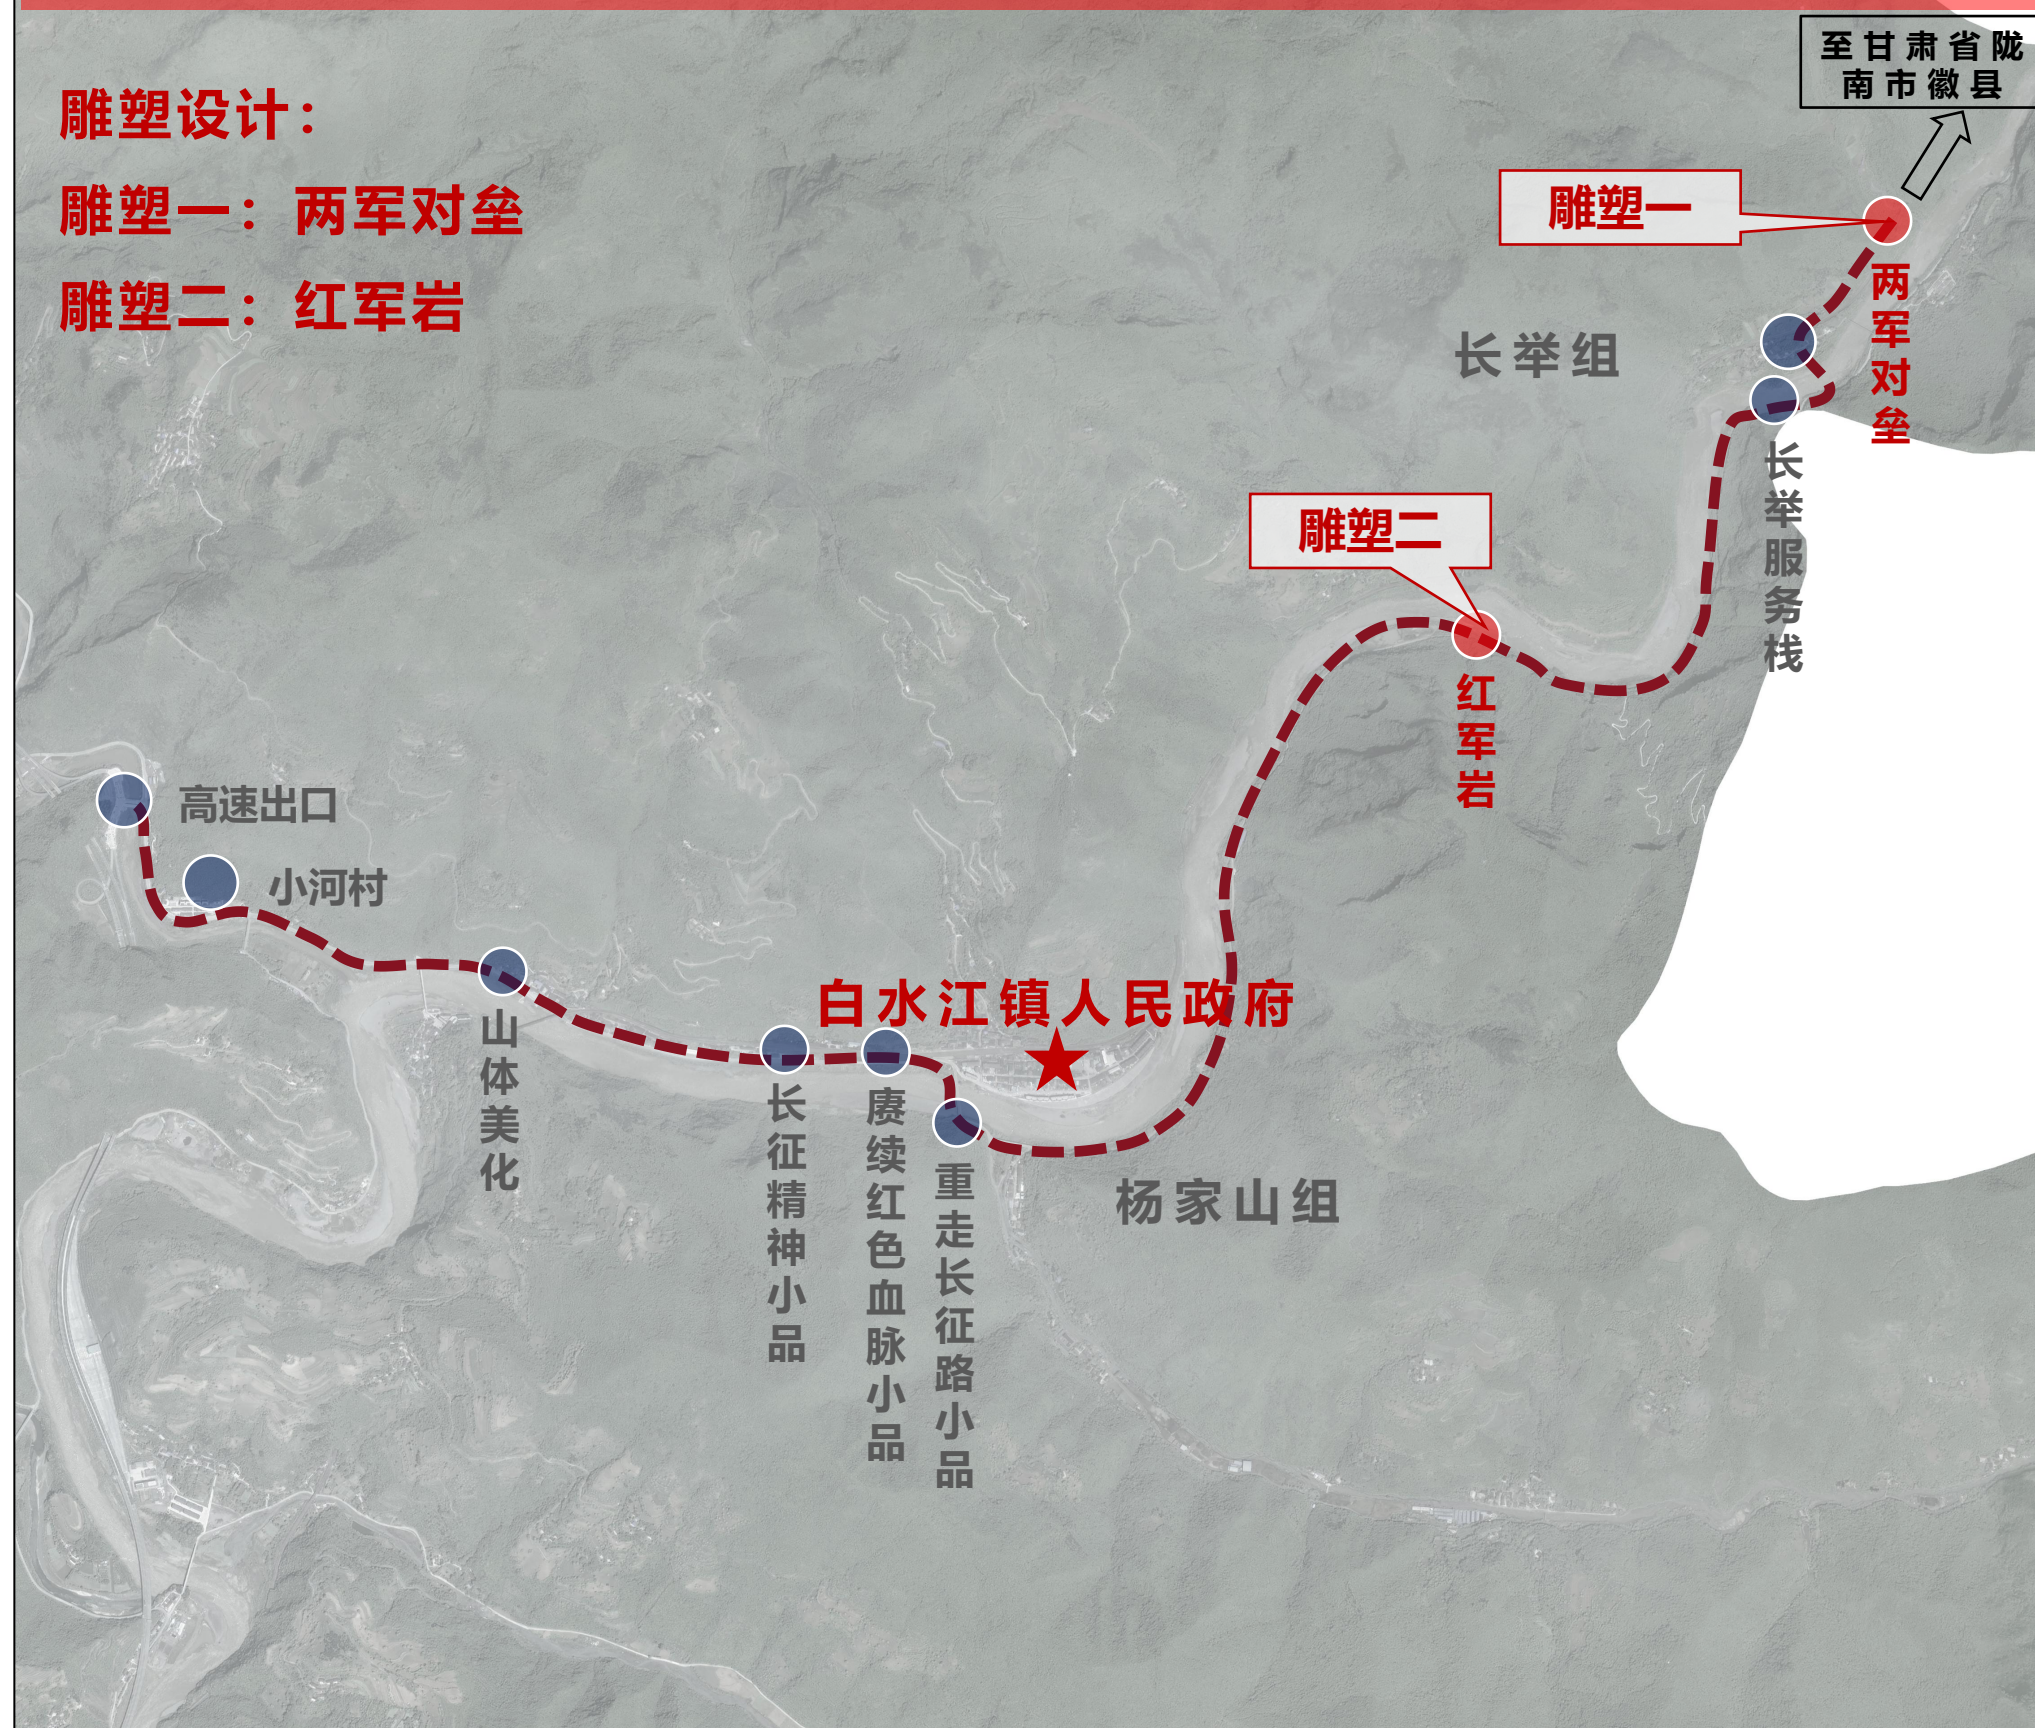 至甘肃省陇
南市徽县
雕塑设计：
雕塑一：两军对垒
雕塑二：红军岩
雕塑一
两军对垒
长举组
长举服务栈
雕塑二
红军岩
高速出口
小河村
白水江镇人民政府
山体美化
长征精神小品
赓续红色血脉小品
重走长征路小品
杨家山组